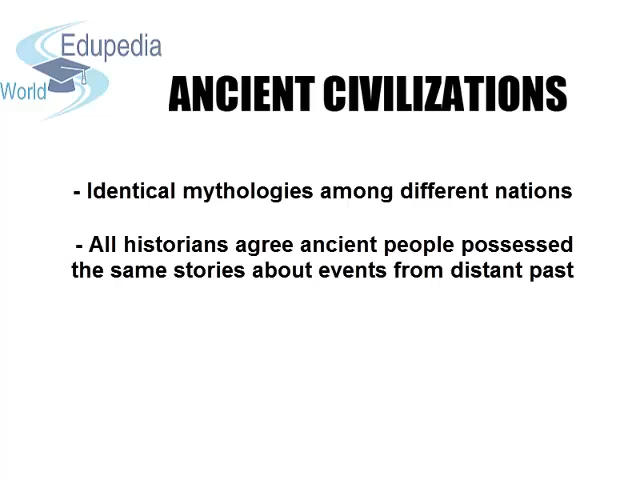 Edupedia
World
ANCIENT CIVILIZATIONS
- Identical mythologies among different nations
- All historians agree ancient people possessed
the same stories about events from distant past